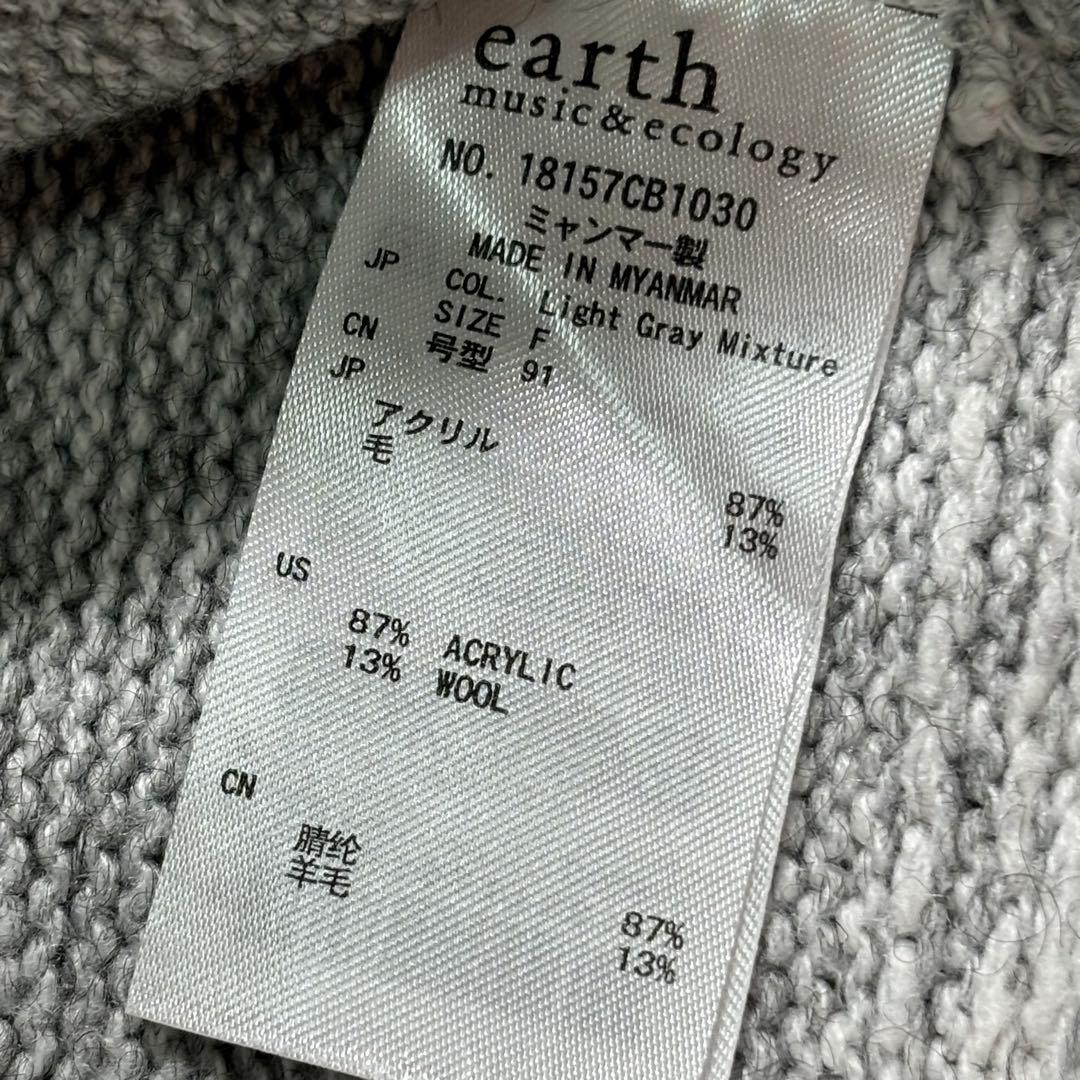 earth
music&ecology
NO. 18157CB1030
ミャンマー製
MADE IN MYANMAR
JP COL. Light Gray Mixture
SIZE F
CN 号型 91
JP
アクリル 87%
毛 13%
US
87% ACRYLIC
13% WOOL
CN
腈纶 87%
羊毛 13%